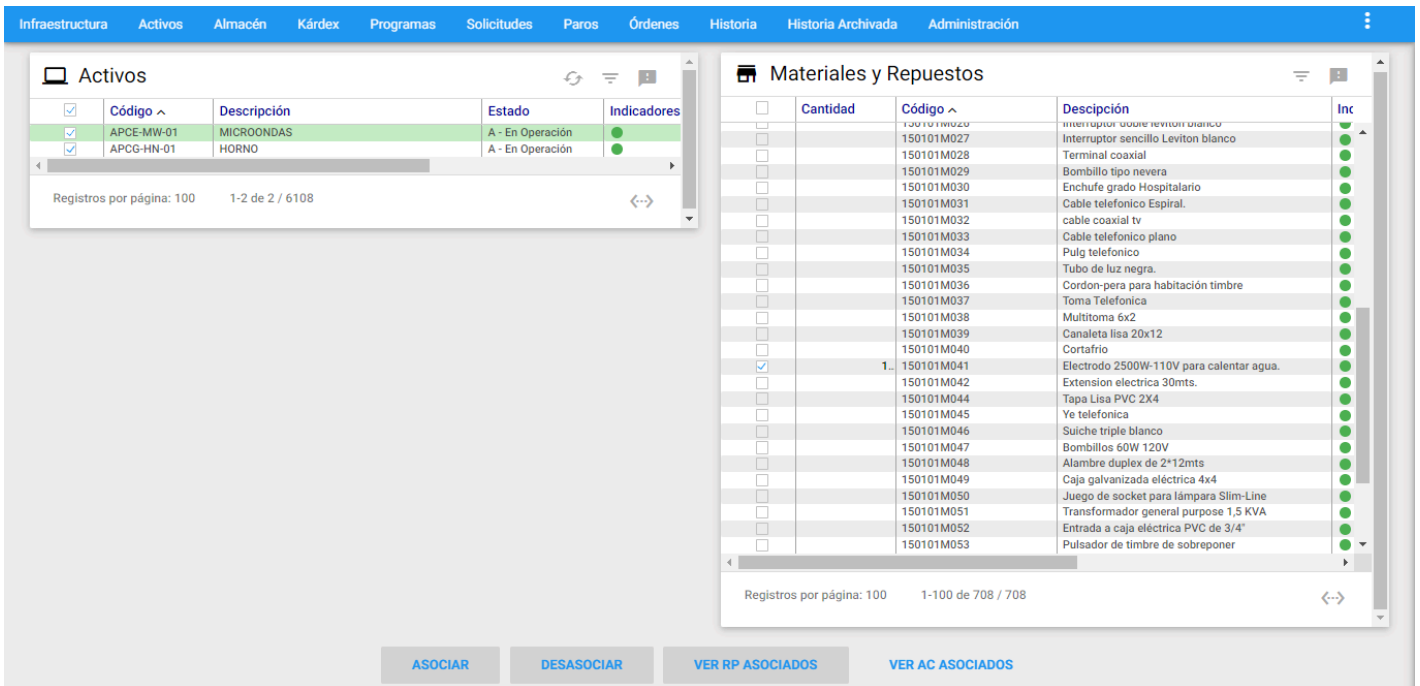 Infraestructura Activos Almacén Kárdex Programas Solicitudes Paros Órdenes Historia Historia Archivada Administración
Activos
Código Descripción Estado Indicadores
APCE-MW-01 MICROONDAS A - En Operación
APCG-HN-01 HORNO A - En Operación
Registros por página: 100 1-2 de 2 / 6108
Materiales y Repuestos
Cantidad Código Descipción Inc
150101M026 Interruptor doble leviton blanco
150101M027 Interruptor sencillo Leviton blanco
150101M028 Terminal coaxial
150101M029 Bombillo tipo nevera
150101M030 Enchufe grado Hospitalario
150101M031 Cable telefonico Espiral.
150101M032 cable coaxial tv
150101M033 Cable telefonico plano
150101M034 Pulg telefonico
150101M035 Tubo de luz negra.
150101M036 Cordon-pera para habitación timbre
150101M037 Toma Telefonica
150101M038 Multitoma 6x2
150101M039 Canaleta lisa 20x12
150101M040 Cortafrio
1.. 150101M041 Electrodo 2500W-110V para calentar agua.
150101M042 Extension electrica 30mts.
150101M044 Tapa Lisa PVC 2X4
150101M045 Ye telefonica
150101M046 Suiche triple blanco
150101M047 Bombillos 60W 120V
150101M048 Alambre duplex de 2*12mts
150101M049 Caja galvanizada eléctrica 4x4
150101M050 Juego de socket para lámpara Slim-Line
150101M051 Transformador general purpose 1,5 KVA
150101M052 Entrada a caja eléctrica PVC de 3/4"
150101M053 Pulsador de timbre de sobreponer
Registros por página: 100 1-100 de 708 / 708
ASOCIAR DESASOCIAR VER RP ASOCIADOS VER AC ASOCIADOS